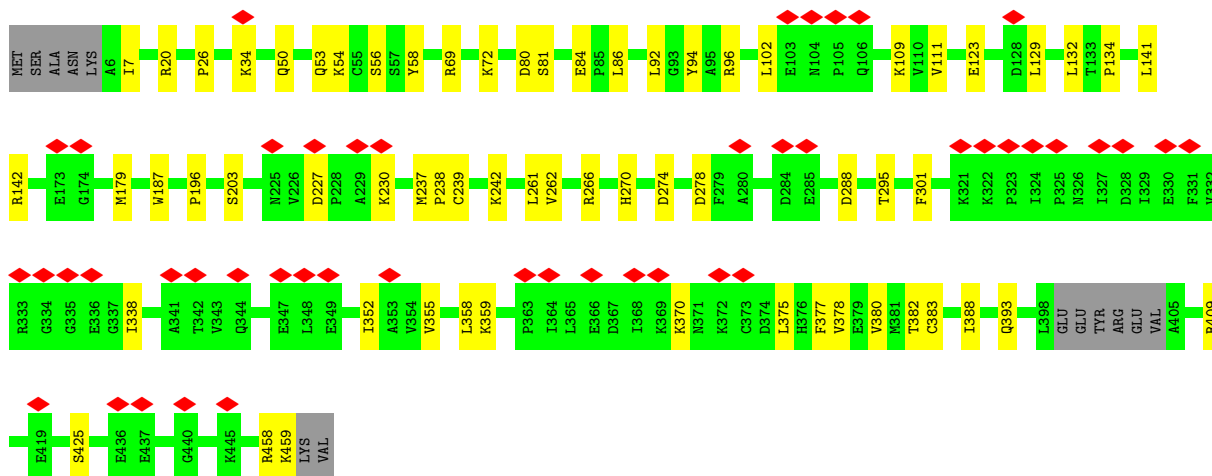 MET SER ALA ASN LYS A6 I7 R20 P26 K34 Q50 Q53 K54 C55 S56 S57 Y58 R69 K72 D80 S81 E84 P85 L86 L92 G93 Y94 A95 R96 L102 E103 N104 P105 Q106 K109 V110 V111 E123 D128 L129 L132 T133 P134 L141
R142 E173 G174 M179 W187 P196 S203 N225 V226 D227 P228 A229 K230 M237 P238 C239 K242 L261 V262 R266 H270 D274 D278 F279 A280 D284 E285 D288 T295 F301 K321 K322 P323 I324 P325 N326 I327 D328 I329 E330 F331 V332
R333 G334 G335 E336 G337 I338 A341 T342 V343 Q344 E347 L348 E349 I352 A353 V354 V355 L358 K359 P363 I364 L365 E366 D367 I368 K369 K370 N371 K372 C373 D374 L375 H376 F377 V378 E379 V380 M381 T382 C383 I388 Q393 L398 GLU GLU TYR ARG GLU VAL A405 R409
E419 S425 E436 E437 G440 K445 R458 K459 LYS VAL